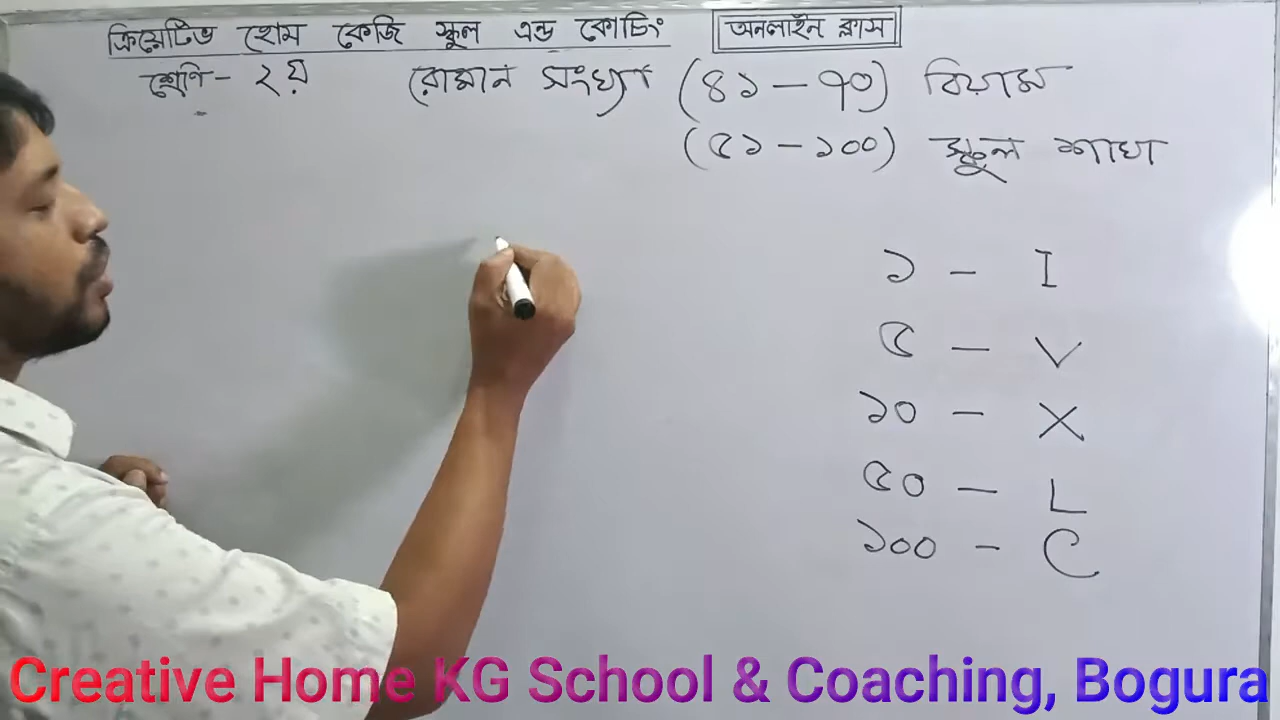 ক্রিয়েটিভ হোম কেজি স্কুল এন্ড কোচিং অনলাইন ক্লাস
শ্রেণি - ২য় রোমান সংখ্যা (৪১ - ৭০) বিয়াম
(৫১ - ১০০) স্কুল শাখা
১ - I
৫ - V
১০ - X
৫০ - L
১০০ - C
Creative Home KG School & Coaching, Bogura